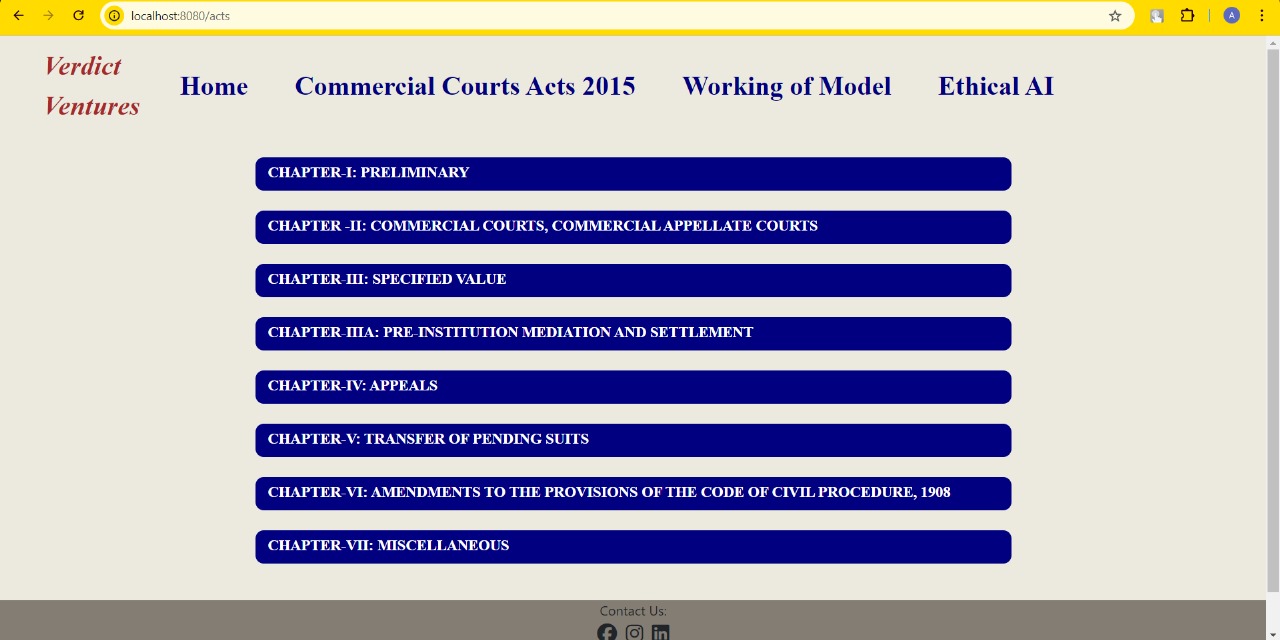 localhost:8080/acts
A
Verdict
Ventures
Home Commercial Courts Acts 2015 Working of Model Ethical AI
CHAPTER-I: PRELIMINARY
CHAPTER -II: COMMERCIAL COURTS, COMMERCIAL APPELLATE COURTS
CHAPTER-III: SPECIFIED VALUE
CHAPTER-IIIA: PRE-INSTITUTION MEDIATION AND SETTLEMENT
CHAPTER-IV: APPEALS
CHAPTER-V: TRANSFER OF PENDING SUITS
CHAPTER-VI: AMENDMENTS TO THE PROVISIONS OF THE CODE OF CIVIL PROCEDURE, 1908
CHAPTER-VII: MISCELLANEOUS
Contact Us: